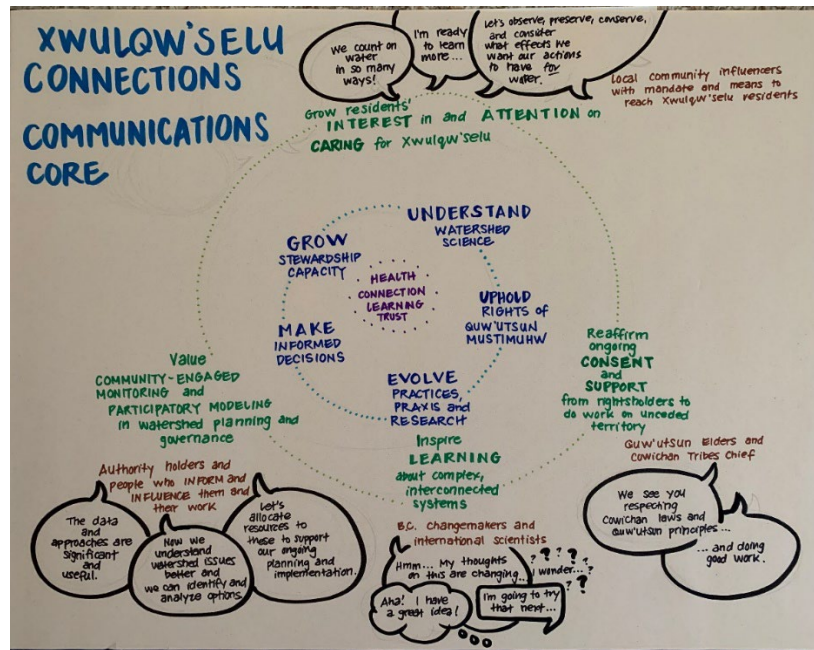 XWULQW'SELU
CONNECTIONS
COMMUNICATIONS
CORE
We count on
water
in so many
ways!
I'm ready
to learn
more...
Let's observe, preserve, conserve,
and consider
what effects we
want our actions
to have for
water.
Local community influencers
with mandate and means to
reach Xwulqw'selu residents
Grow residents'
INTEREST in and ATTENTION on
CARING for Xwulqw'selu
UNDERSTAND
WATERSHED
SCIENCE
GROW
STEWARDSHIP
CAPACITY
HEALTH
CONNECTION
LEARNING
TRUST
UPHOLD
RIGHTS of
QUW'UTSUN
MUSTIMUHW
MAKE
INFORMED
DECISIONS
EVOLVE
PRACTICES,
PRAXIS and
RESEARCH
Reaffirm
ongoing
CONSENT
and
SUPPORT
from rightsholders to
do work on unceded
territory
Value
COMMUNITY-ENGAGED
MONITORING and
PARTICIPATORY MODELING
in watershed planning and
governance
Inspire
LEARNING
about complex,
interconnected
systems
Authority holders and
people who INFORM and
INFLUENCE them and
their work
The data
and
approaches are
significant
and
useful.
Now we
understand
watershed issues
better and
we can identify and
analyze options.
Let's
allocate
resources to
these to support
our ongoing
planning and
implementation.
B.C. Changemakers and
international scientists
Hmm... My thoughts
on this are changing...
I wonder...?
? ? ? ? ? ?
Aha! I have
a great idea!
I'm going to try
that next...
Quw'utsun Elders and
Cowichan Tribes Chief
We see you
respecting
Cowichan laws and
Quw'utsun principles...
... and doing
good work.